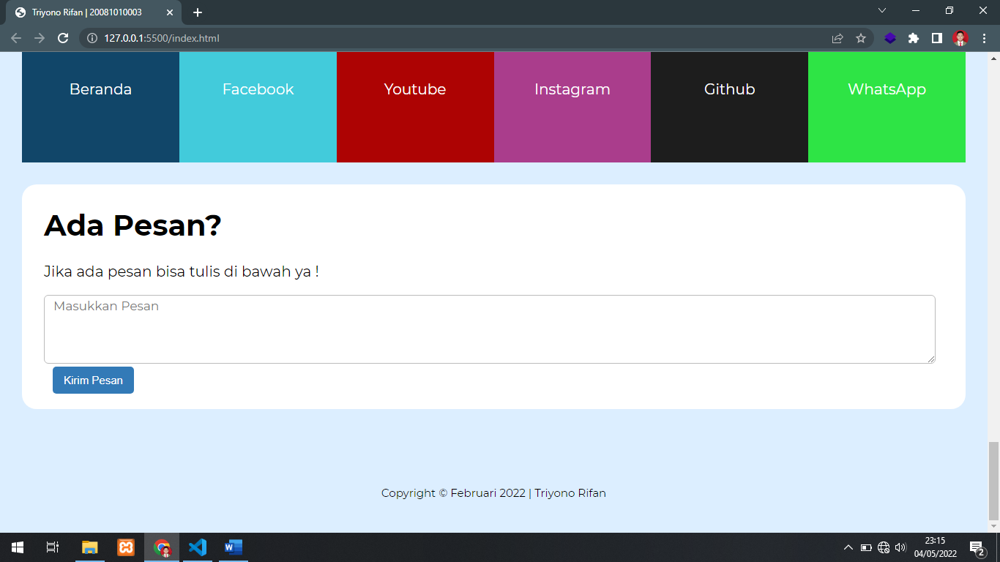 Triyono Rifan | 20081010003
127.0.0.1:5500/index.html
Beranda Facebook Youtube Instagram Github WhatsApp
Ada Pesan?
Jika ada pesan bisa tulis di bawah ya !
Masukkan Pesan
Kirim Pesan
Copyright © Februari 2022 | Triyono Rifan
23:15
04/05/2022
2